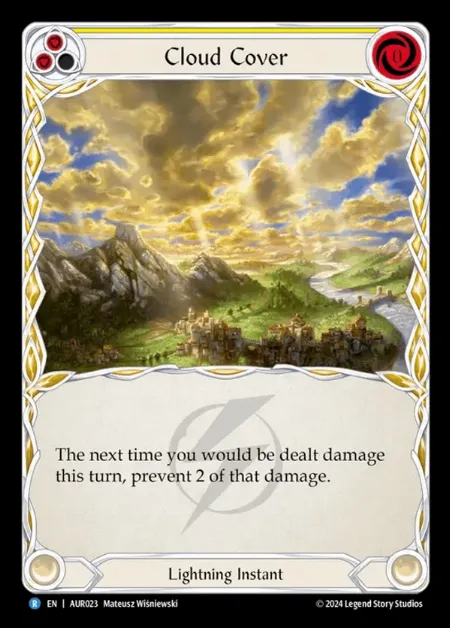 Cloud Cover
0
The next time you would be dealt damage
this turn, prevent 2 of that damage.
Lightning Instant
R EN | AUR023 Mateusz Wiśniewski
© 2024 Legend Story Studios